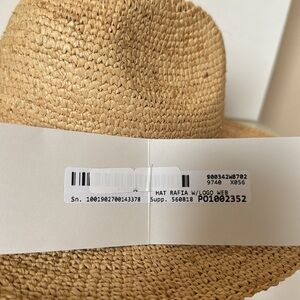 900342W8702
9740 X056
HAT RAFIA W/LOGO WEB
Sn. 1001902700143378 Supp. 560818 PO1002352